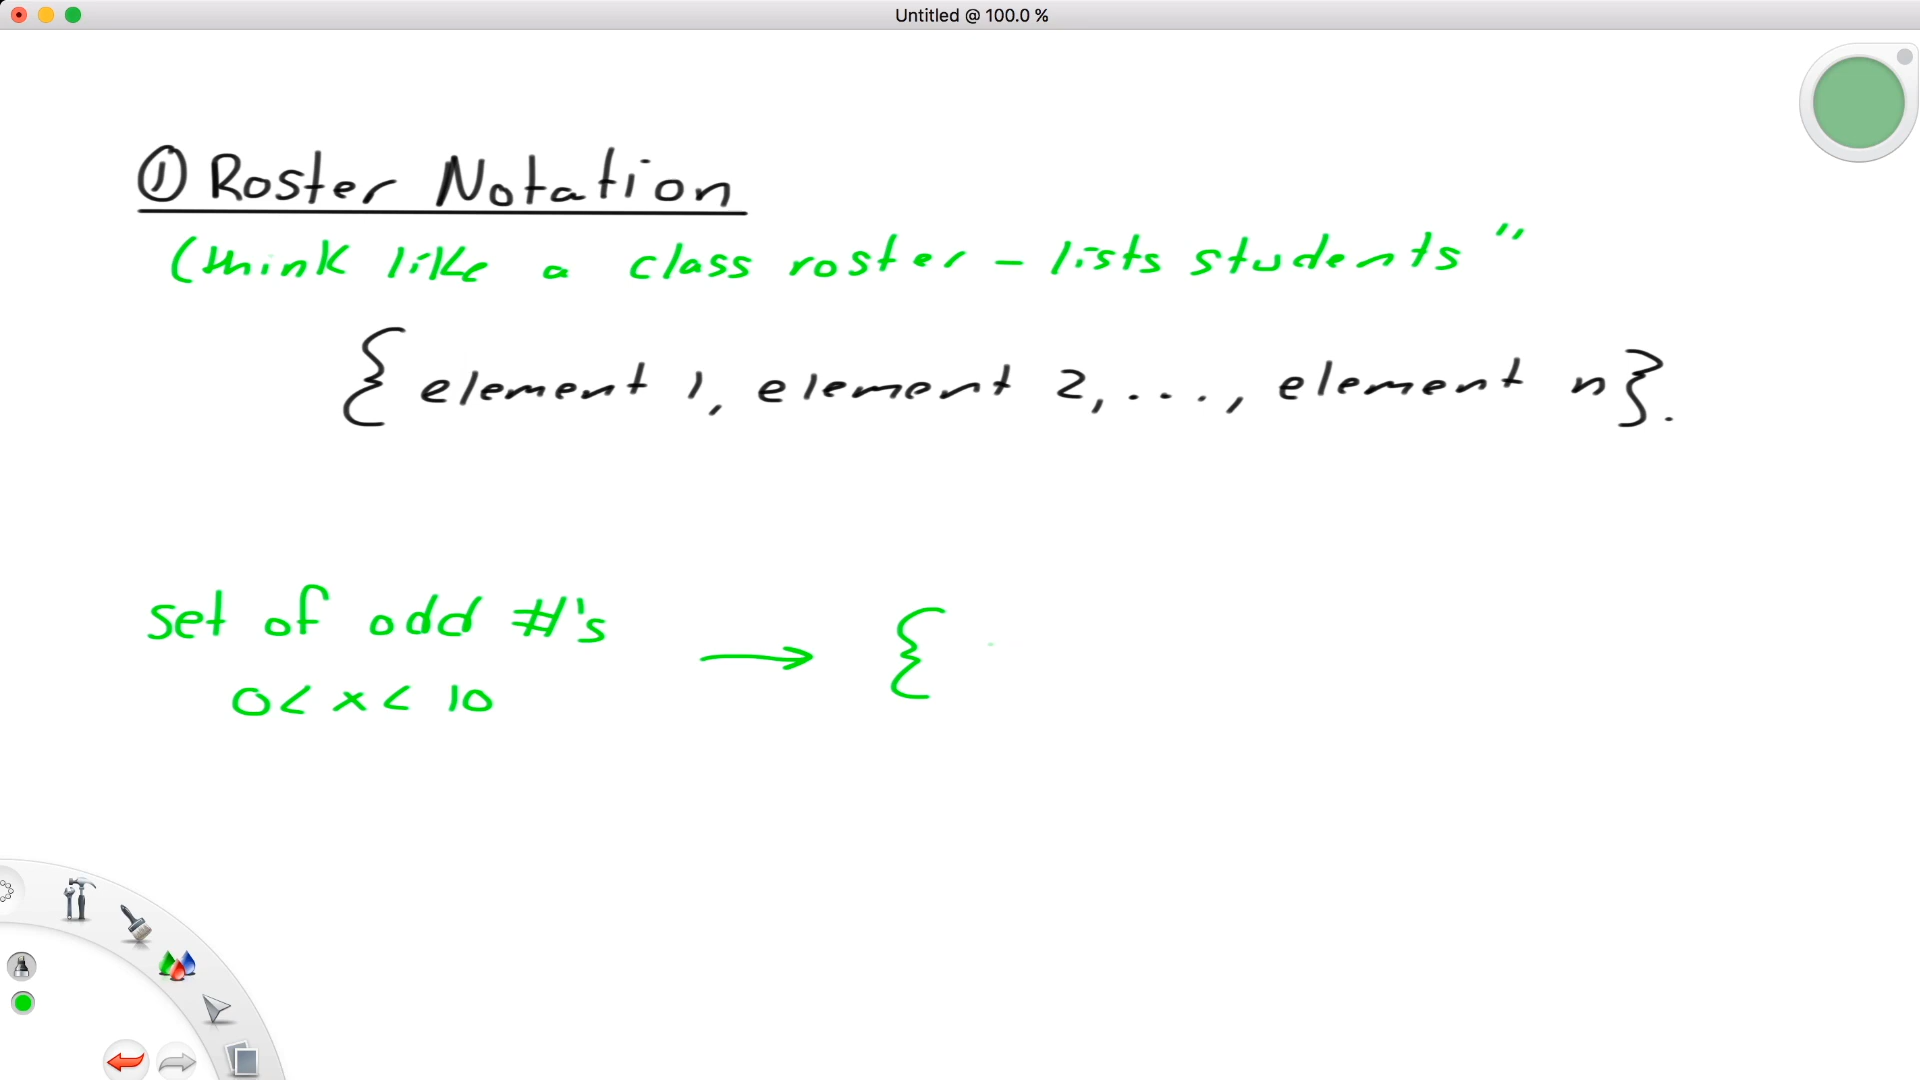 Untitled @ 100.0 %
① Roster Notation
(think like a class roster - lists students"
{element 1, element 2, ..., element n}.
set of odd #'s
0 < x < 10
→ {